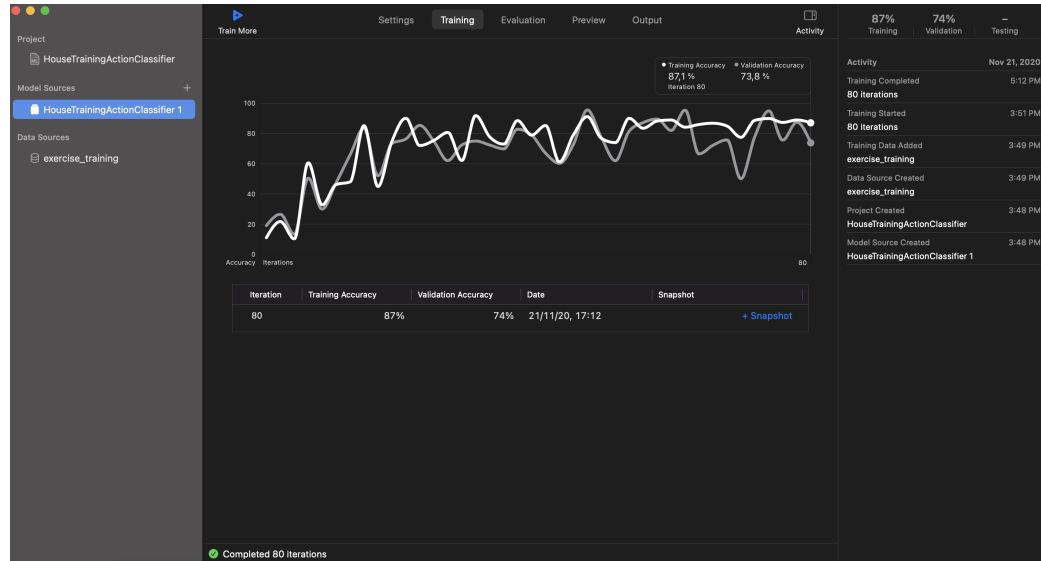 Train More
Settings
Training
Evaluation
Preview
Output
Activity
87%
Training
74%
Validation
–
Testing
Project
HouseTrainingActionClassifier
Model Sources +
HouseTrainingActionClassifier 1
Data Sources
exercise_training
Training Accuracy Validation Accuracy
87,1 % 73,8 %
Iteration 80
100
80
60
40
20
0
Accuracy Iterations 80
Iteration Training Accuracy Validation Accuracy Date Snapshot
80 87% 74% 21/11/20, 17:12 + Snapshot
Completed 80 iterations
Activity Nov 21, 2020
Training Completed 5:12 PM
80 iterations
Training Started 3:51 PM
80 iterations
Training Data Added 3:49 PM
exercise_training
Data Source Created 3:49 PM
exercise_training
Project Created 3:48 PM
HouseTrainingActionClassifier
Model Source Created 3:48 PM
HouseTrainingActionClassifier 1